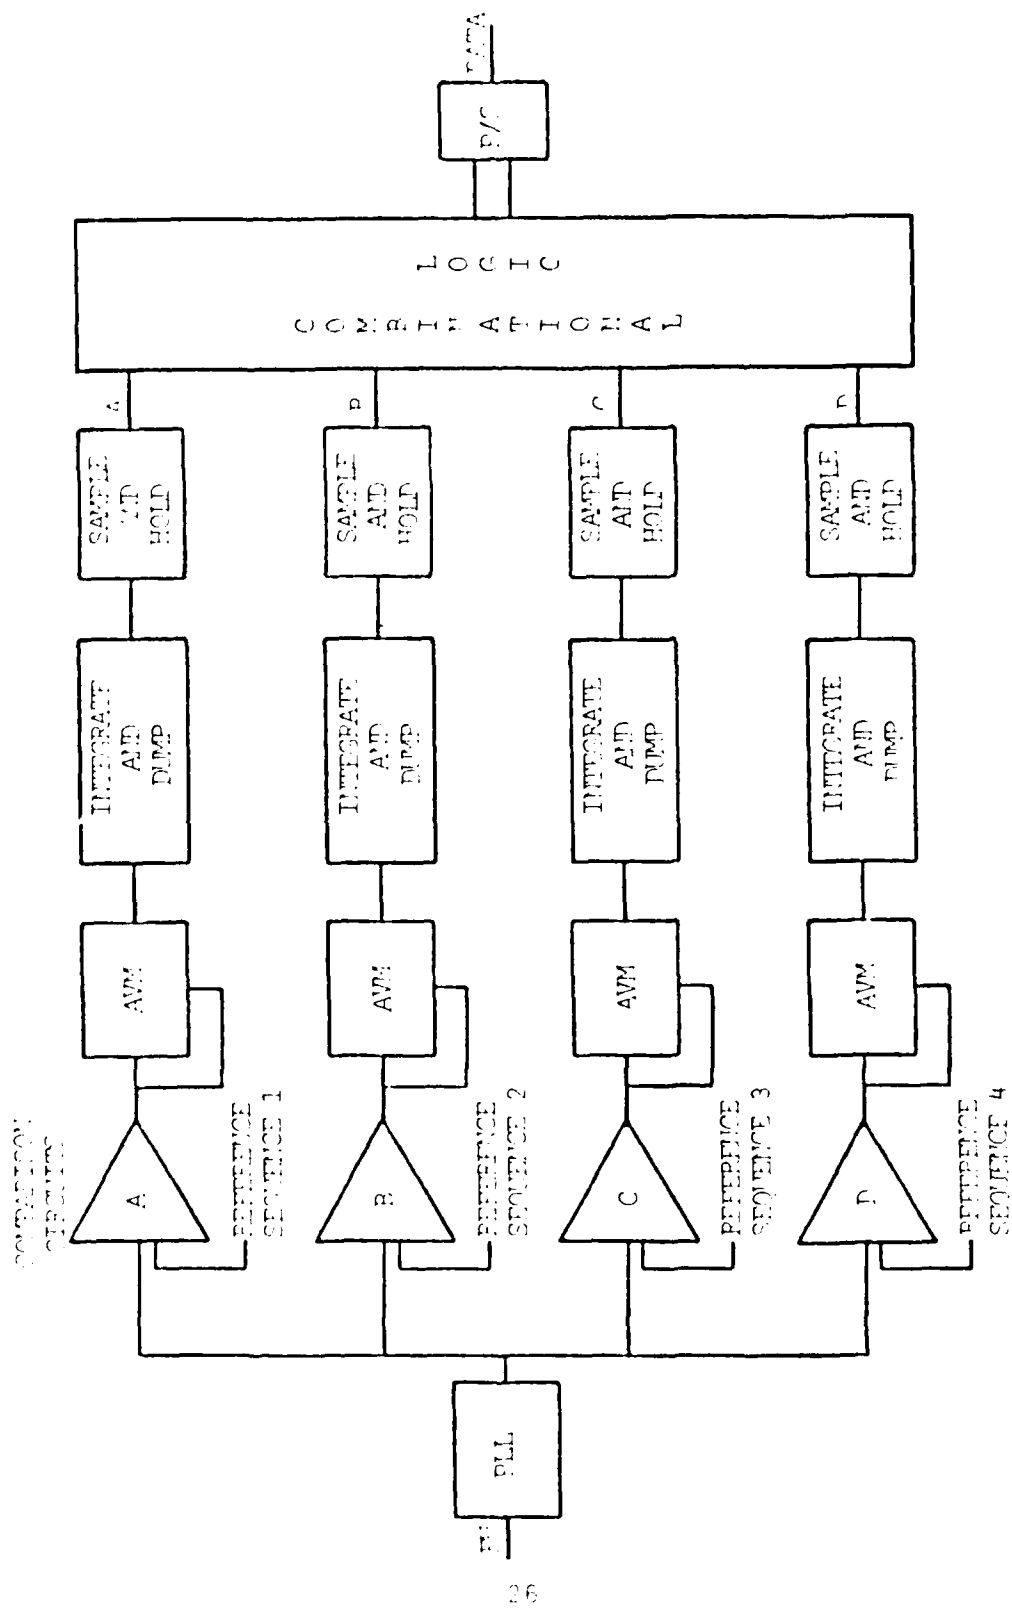 COMPARISON
CIRCUITS
PLL
A
REFERENCE
SEQUENCE 1
AVM
INTEGRATE
AND
DUMP
SAMPLE
AND
HOLD
A
B
REFERENCE
SEQUENCE 2
AVM
INTEGRATE
AND
DUMP
SAMPLE
AND
HOLD
B
C
REFERENCE
SEQUENCE 3
AVM
INTEGRATE
AND
DUMP
SAMPLE
AND
HOLD
C
D
REFERENCE
SEQUENCE 4
AVM
INTEGRATE
AND
DUMP
SAMPLE
AND
HOLD
D
COMBINATIONAL
LOGIC
DATA
26